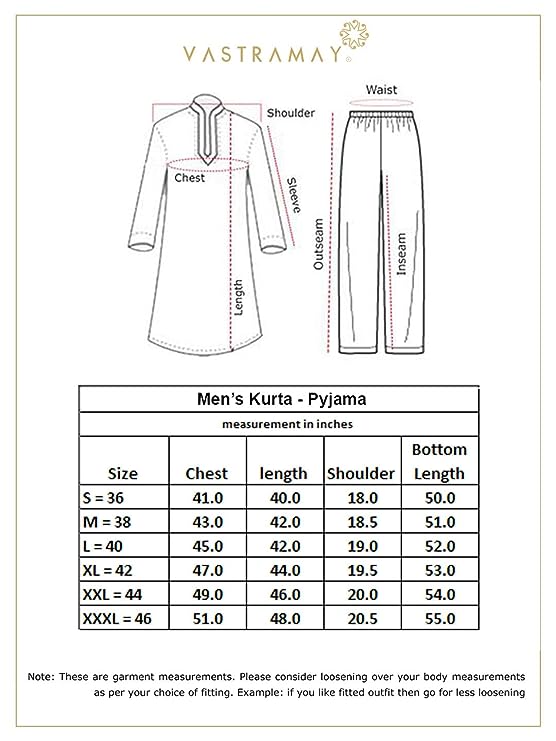 VASTRAMAY
©
Waist
Shoulder
Chest
Sleeve
Length
Outseam
Inseam
Men's Kurta - Pyjama
measurement in inches
Size Chest length Shoulder Bottom Length
S = 36 41.0 40.0 18.0 50.0
M = 38 43.0 42.0 18.5 51.0
L = 40 45.0 42.0 19.0 52.0
XL = 42 47.0 44.0 19.5 53.0
XXL = 44 49.0 46.0 20.0 54.0
XXXL = 46 51.0 48.0 20.5 55.0
Note: These are garment measurements. Please consider loosening over your body measurements
as per your choice of fitting. Example: if you like fitted outfit then go for less loosening